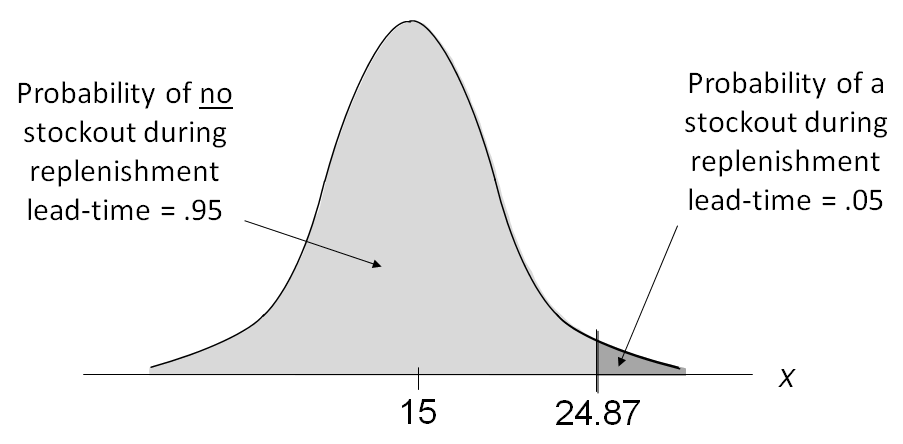 Probability of no
stockout during
replenishment
lead-time = .95
Probability of a
stockout during
replenishment
lead-time = .05
15
24.87
x